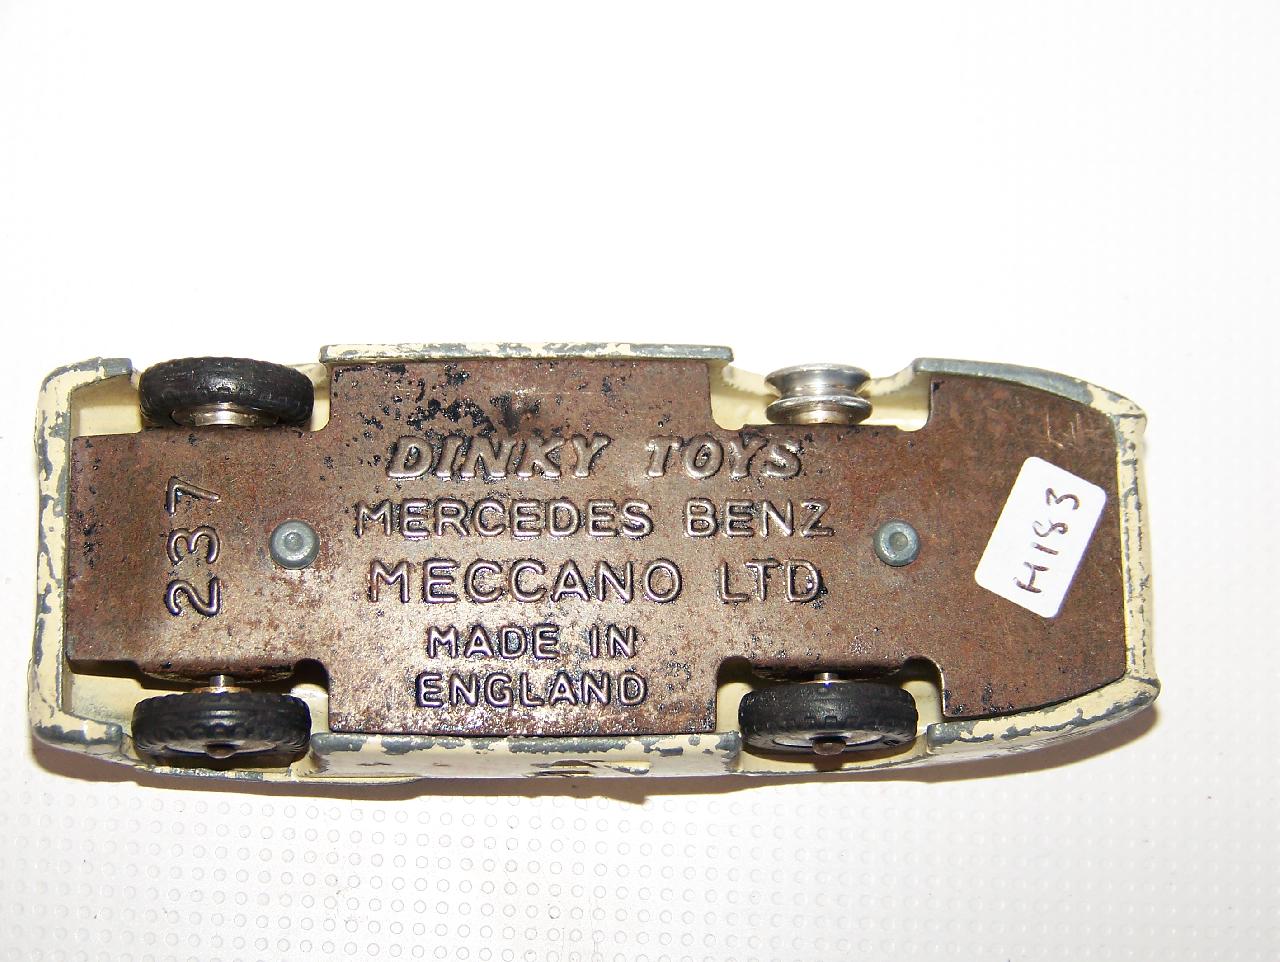 DINKY TOYS
MERCEDES BENZ
MECCANO LTD
MADE IN
ENGLAND
237
H183